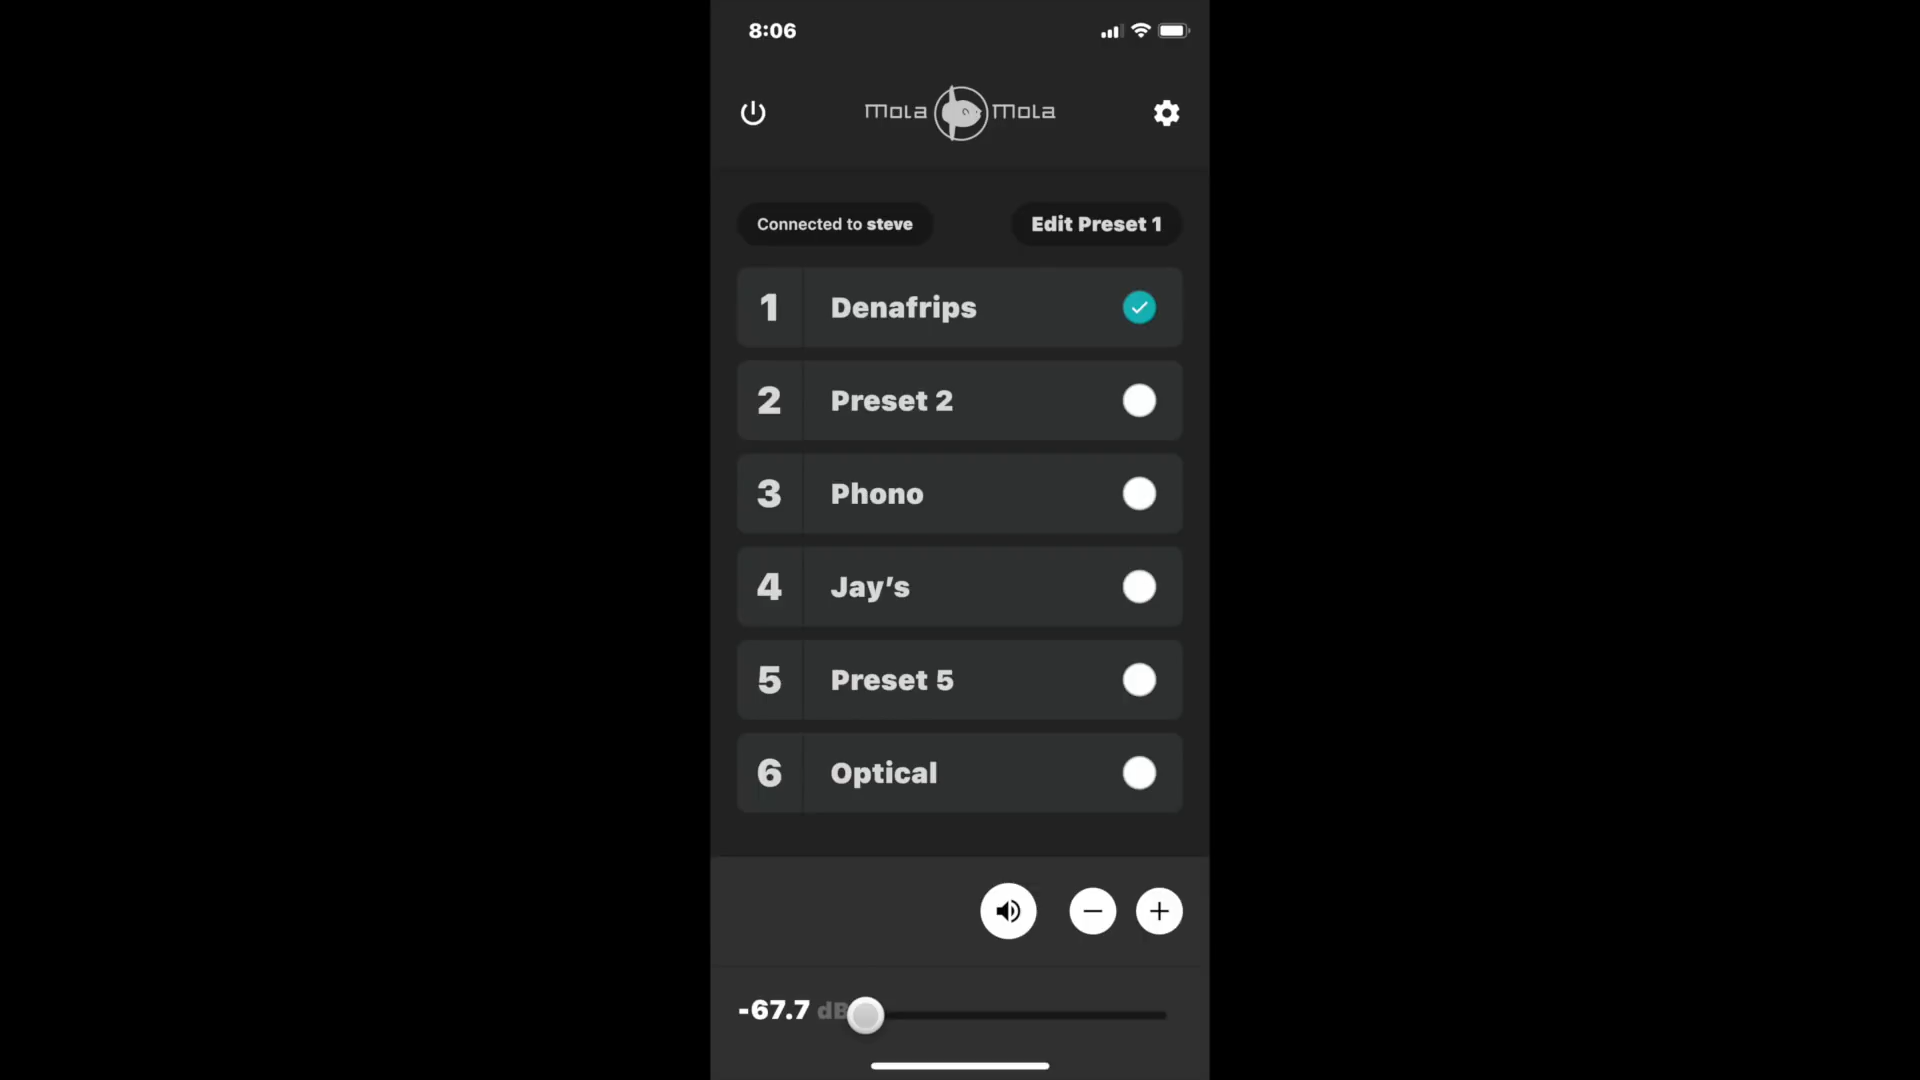 8:06
mola mola
Connected to steve
Edit Preset 1
1 Denafrips
2 Preset 2
3 Phono
4 Jay’s
5 Preset 5
6 Optical
-67.7 dB